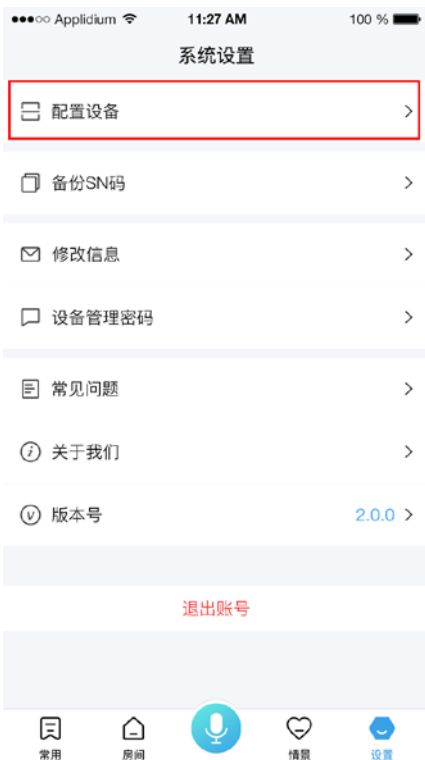 Applidium 11:27 AM 100 %
系统设置
配置设备
备份SN码
修改信息
设备管理密码
常见问题
关于我们
版本号 2.0.0
退出账号
常用 房间 情景 设置